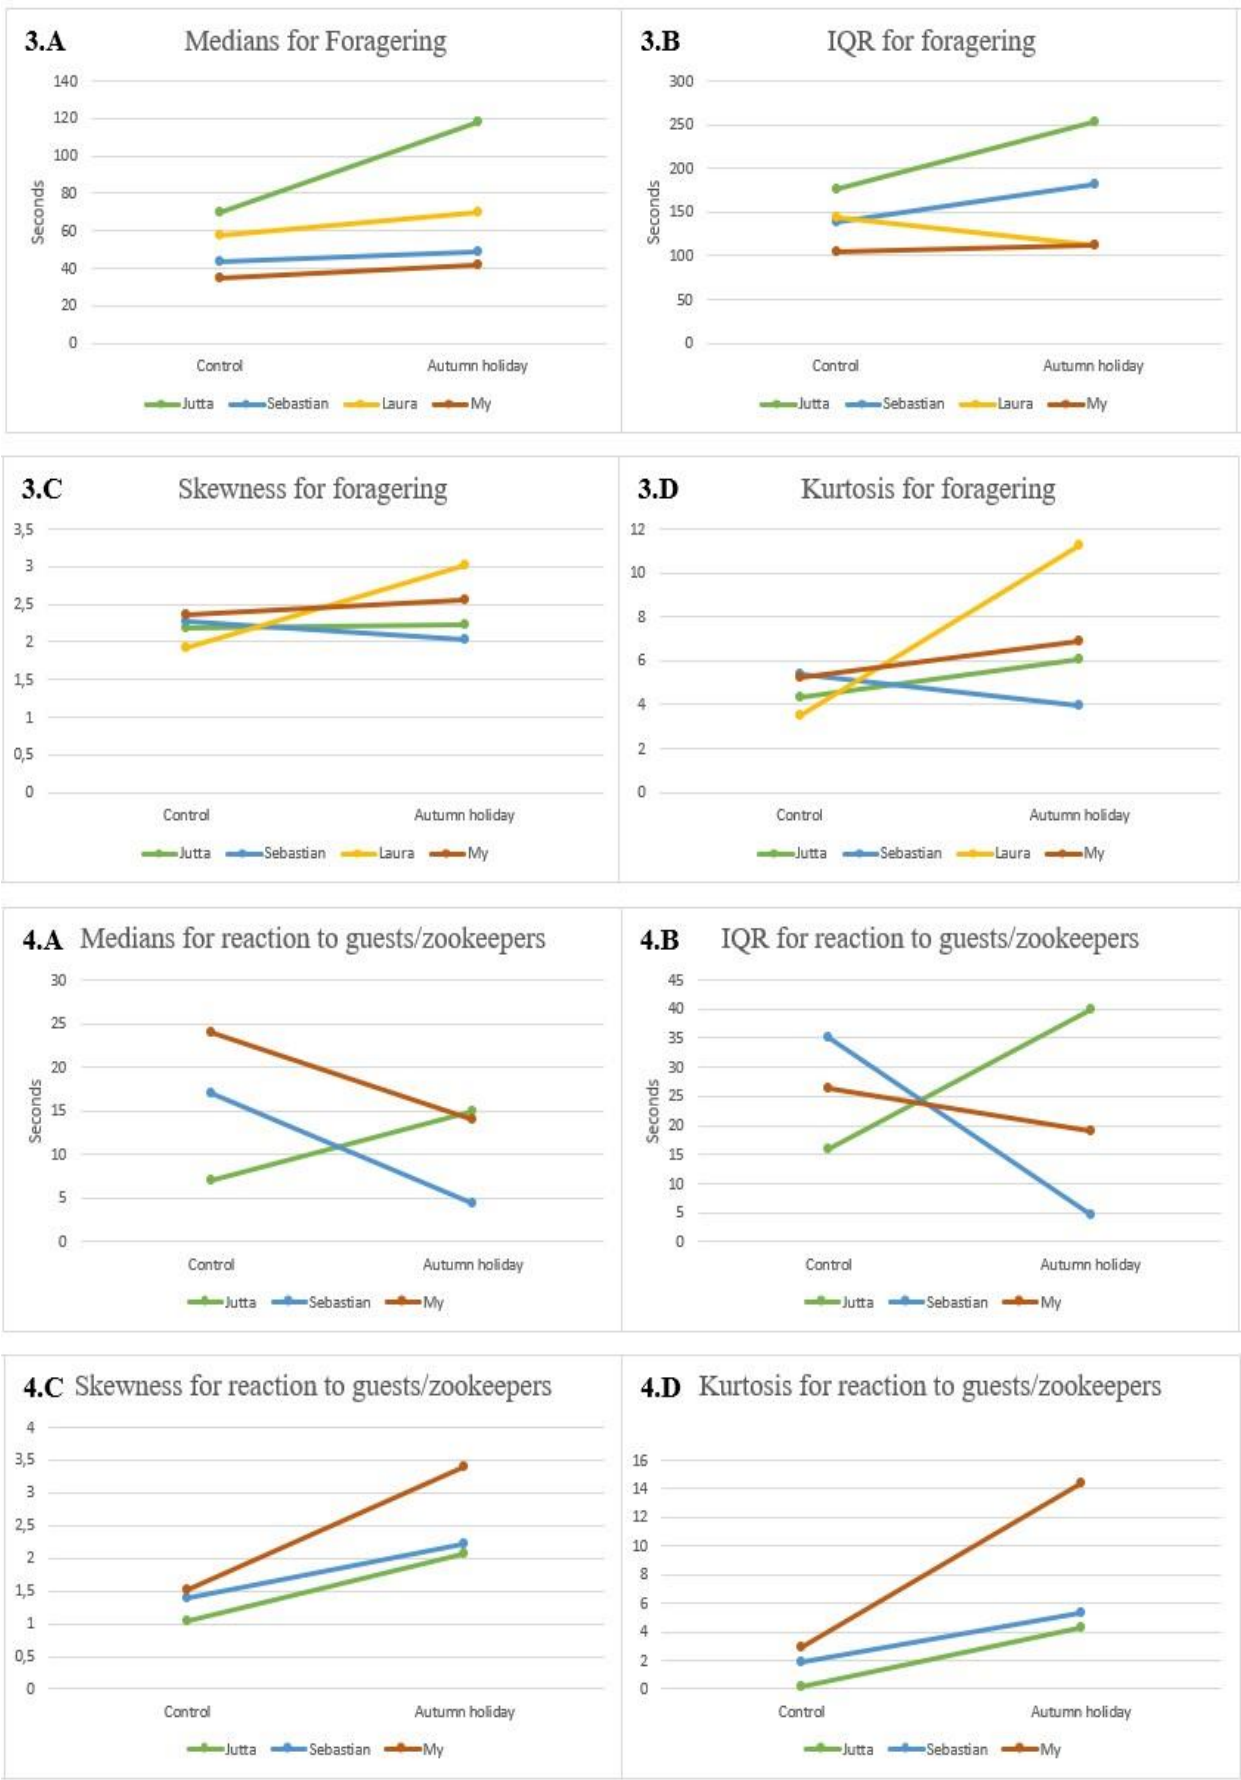 3.A Medians for Foragering
140
120
100
80
60
40
20
0
Seconds
Control Autumn holiday
Jutta Sebastian Laura My
3.B IQR for foragering
300
250
200
150
100
50
0
Seconds
Control Autumn holiday
Jutta Sebastian Laura My
3.C Skewness for foragering
3,5
3
2,5
2
1,5
1
0,5
0
Control Autumn holiday
Jutta Sebastian Laura My
3.D Kurtosis for foragering
12
10
8
6
4
2
0
Control Autumn holiday
Jutta Sebastian Laura My
4.A Medians for reaction to guests/zookeepers
30
25
20
15
10
5
0
Seconds
Control Autumn holiday
Jutta Sebastian My
4.B IQR for reaction to guests/zookeepers
45
40
35
30
25
20
15
10
5
0
Seconds
Control Autumn holiday
Jutta Sebastian My
4.C Skewness for reaction to guests/zookeepers
4
3,5
3
2,5
2
1,5
1
0,5
0
Control Autumn holiday
Jutta Sebastian My
4.D Kurtosis for reaction to guests/zookeepers
16
14
12
10
8
6
4
2
0
Control Autumn holiday
Jutta Sebastian My